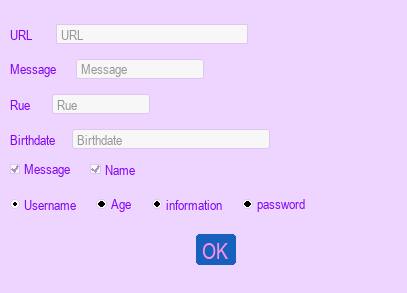 URL URL
Message Message
Rue Rue
Birthdate Birthdate
Message Name
Username Age information password
OK